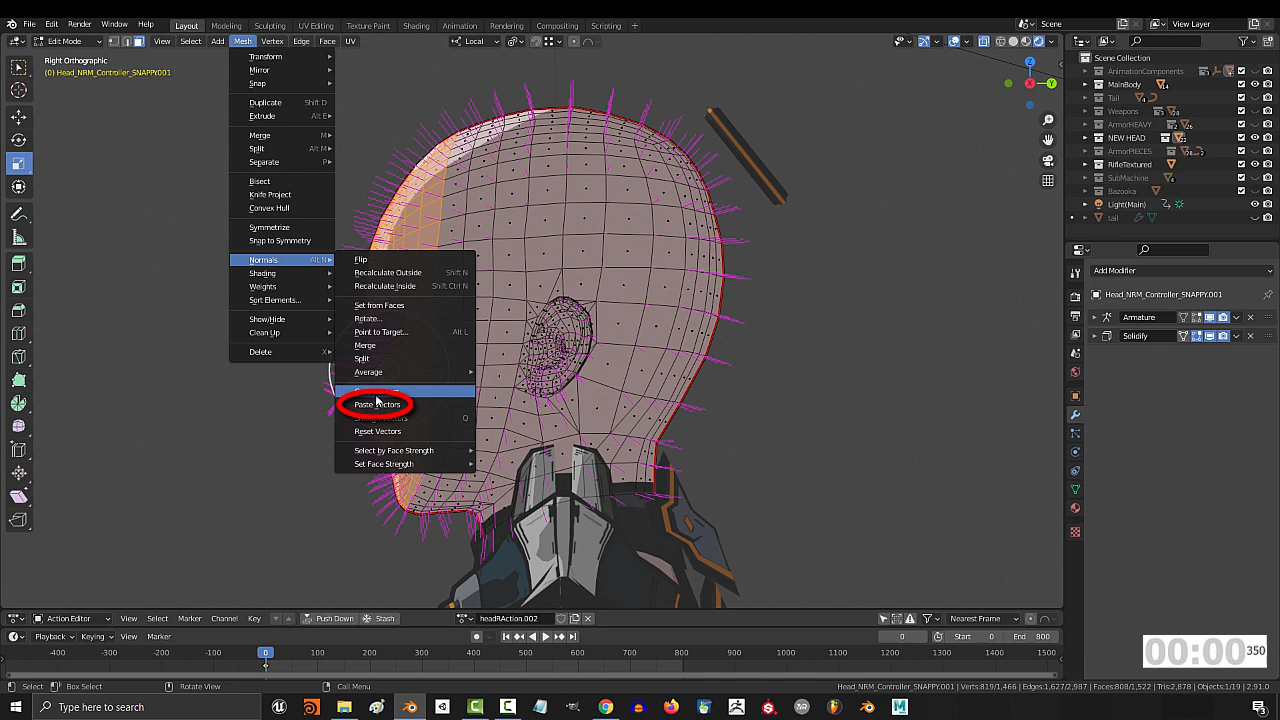 File Edit Render Window Help Layout Modeling Sculpting UV Editing Texture Paint Shading Animation Rendering Compositing Scripting + Scene View Layer
Edit Mode View Select Add Mesh Vertex Edge Face UV Local
Right Orthographic
(0) Head_NRM_Controller_SNAPPY.001
Transform
Mirror
Snap
Duplicate Shift D
Extrude Alt E
Merge M
Split Alt M
Separate P
Bisect
Knife Project
Convex Hull
Symmetrize
Snap to Symmetry
Normals Alt N
Shading
Weights
Sort Elements...
Show/Hide
Clean Up
Delete X
Flip
Recalculate Outside Shift N
Recalculate Inside Shift Ctrl N
Set from Faces
Rotate...
Point to Target... Alt L
Merge
Split
Average
Paste Vectors
Reset Vectors
Select by Face Strength
Set Face Strength
Z
X
Y
Scene Collection
AnimationComponents
MainBody 14
Tail 4
Weapons
ArmorHEAVY
NEW HEAD
ArmorPIECES
RifleTextured
SubMachine 4
Bazooka
Light(Main)
tail
Add Modifier
Head_NRM_Controller_SNAPPY.001
Armature
Solidify
Action Editor View Select Marker Channel Key Push Down Stash headRAction.002 Nearest Frame
Playback Keying View Marker 0 Start 0 End 800
-400 -300 -200 -100 0 100 200 300 400 500 600 700 800 900 1000 1100 1200 1300 1400 1500
00:00 350
Select Box Select Rotate View Call Menu Head_NRM_Controller_SNAPPY.001 | Verts:819/1,466 | Edges:1,627/2,987 | Faces:808/1,522 | Tris:2,878 | Objects:1/19 | 2.91.0
Type here to search